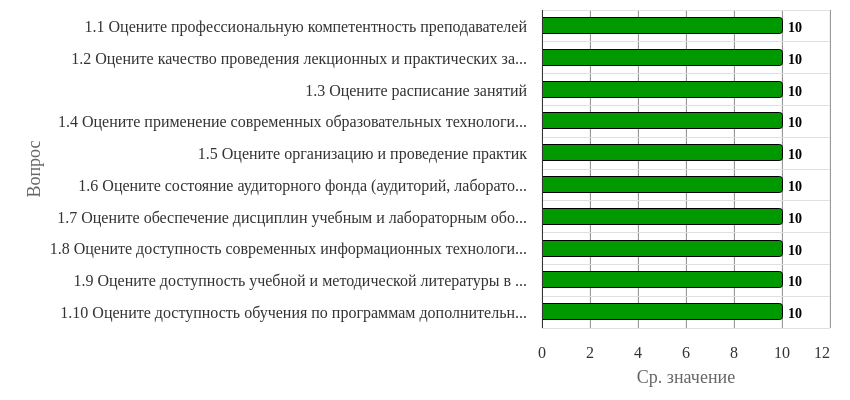 1.1 Оцените профессиональную компетентность преподавателей 10
1.2 Оцените качество проведения лекционных и практических за... 10
1.3 Оцените расписание занятий 10
1.4 Оцените применение современных образовательных технологи... 10
1.5 Оцените организацию и проведение практик 10
1.6 Оцените состояние аудиторного фонда (аудиторий, лаборато... 10
1.7 Оцените обеспечение дисциплин учебным и лабораторным обо... 10
1.8 Оцените доступность современных информационных технологи... 10
1.9 Оцените доступность учебной и методической литературы в ... 10
1.10 Оцените доступность обучения по программам дополнительн... 10
Вопрос
0 2 4 6 8 10 12
Ср. значение